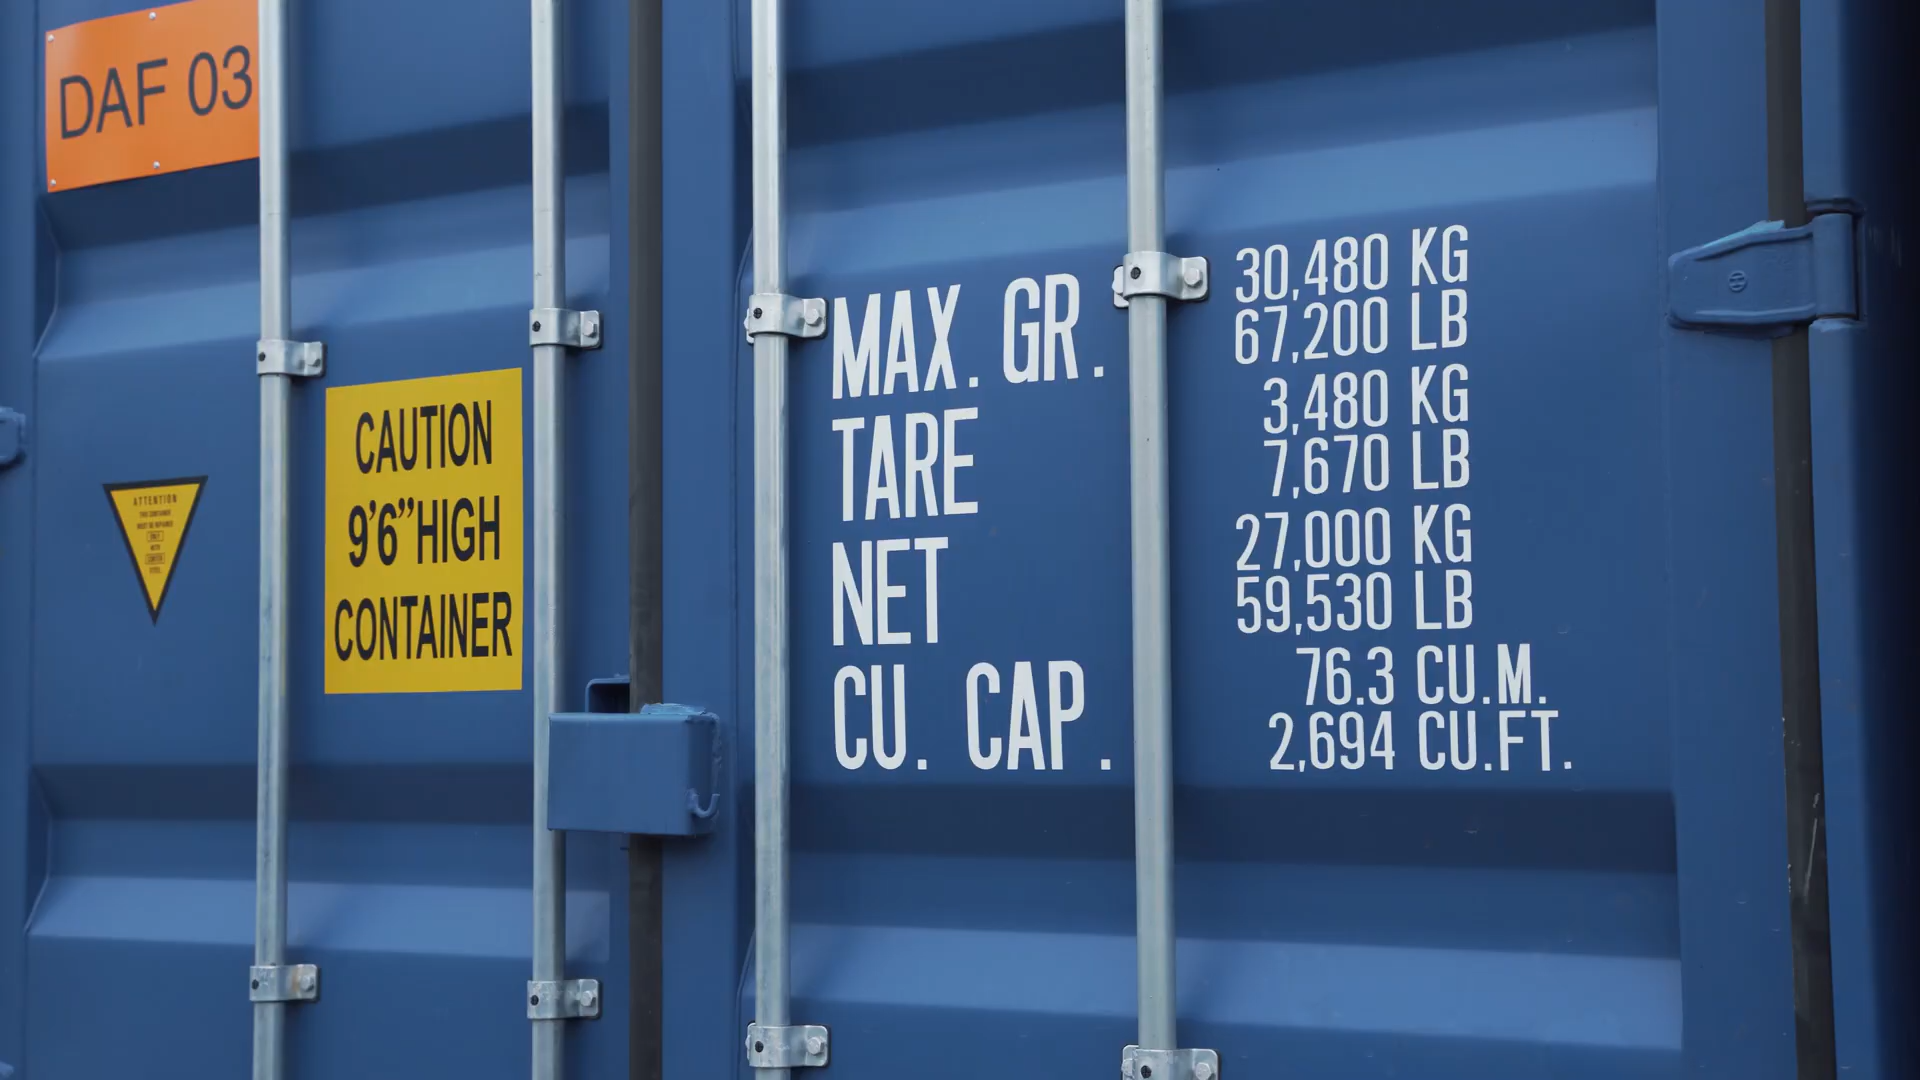 DAF 03
CAUTION
9’6”HIGH
CONTAINER
ATTENTION
MAX. GR. 30,480 KG
67,200 LB
TARE 3,480 KG
7,670 LB
NET 27,000 KG
59,530 LB
CU. CAP. 76.3 CU.M.
2,694 CU.FT.